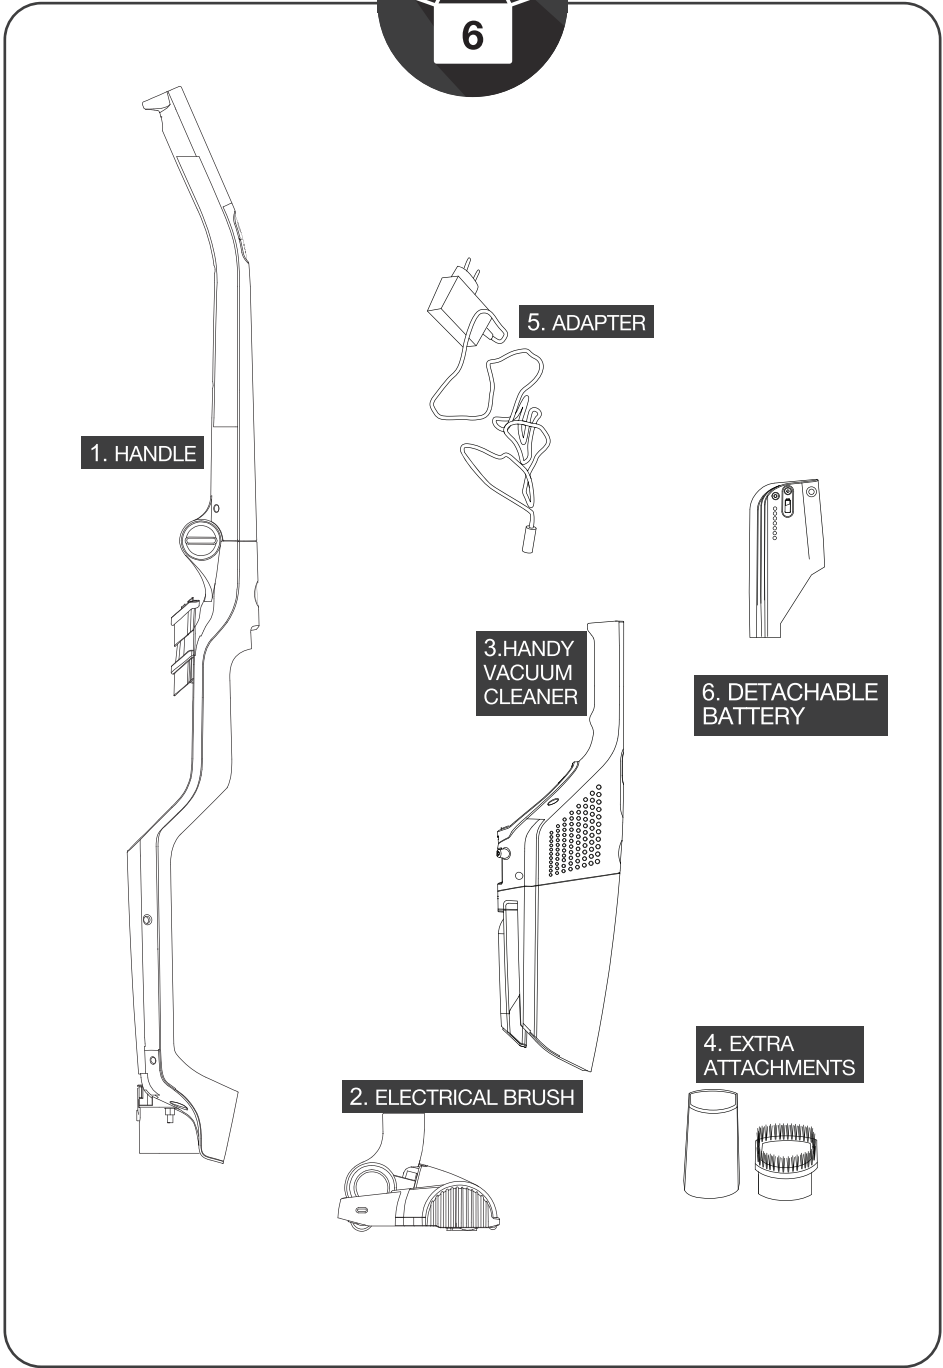 6
5. ADAPTER
1. HANDLE
3.HANDY
VACUUM
CLEANER
6. DETACHABLE
BATTERY
4. EXTRA
ATTACHMENTS
2. ELECTRICAL BRUSH